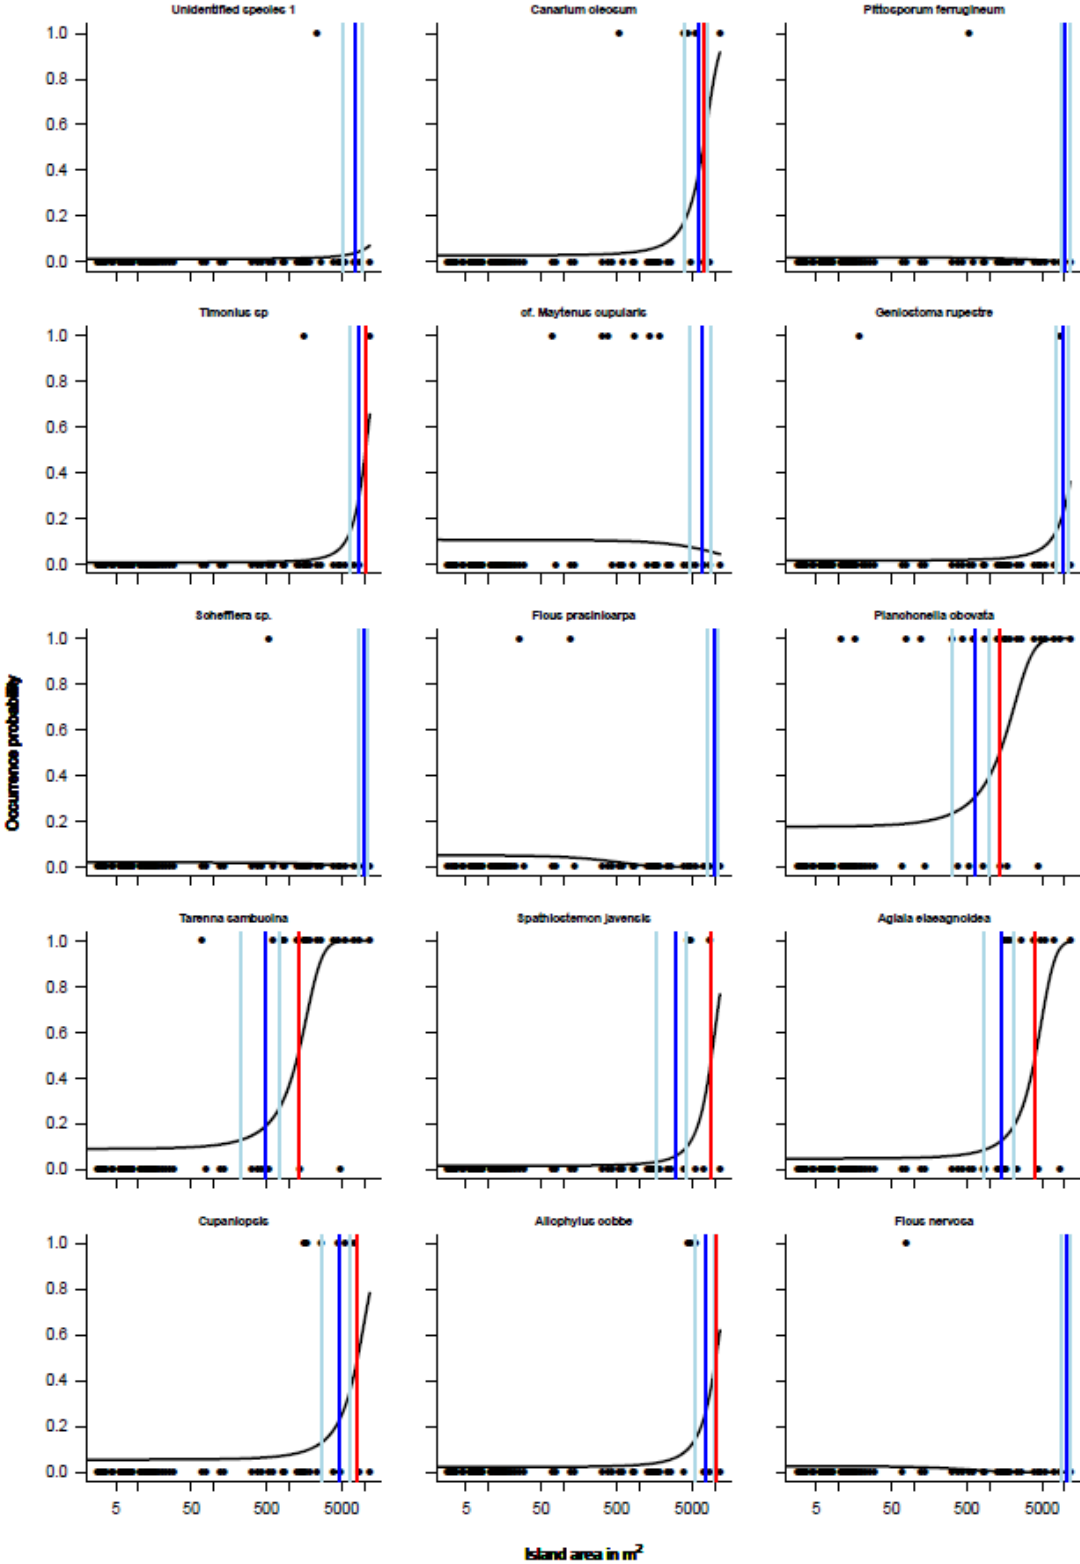 Unidentified species 1
Canarium oleosum
Pittosporum ferrugineum
1.0
0.8
0.6
0.4
0.2
0.0
Timonius sp
cf. Maytenus cupularis
Geniostoma rupestre
1.0
0.8
0.6
0.4
0.2
0.0
Schefflera sp.
Ficus prasinicarpa
Planchonella obovata
1.0
0.8
0.6
0.4
0.2
0.0
Occurrence probability
Tarenna sambucina
Spathiostemon javensis
Aglaia elaeagnoidea
1.0
0.8
0.6
0.4
0.2
0.0
Cupaniopsis
Allophylus cobbe
Ficus nervosa
1.0
0.8
0.6
0.4
0.2
0.0
5 50 500 5000
5 50 500 5000
5 50 500 5000
Island area in m²